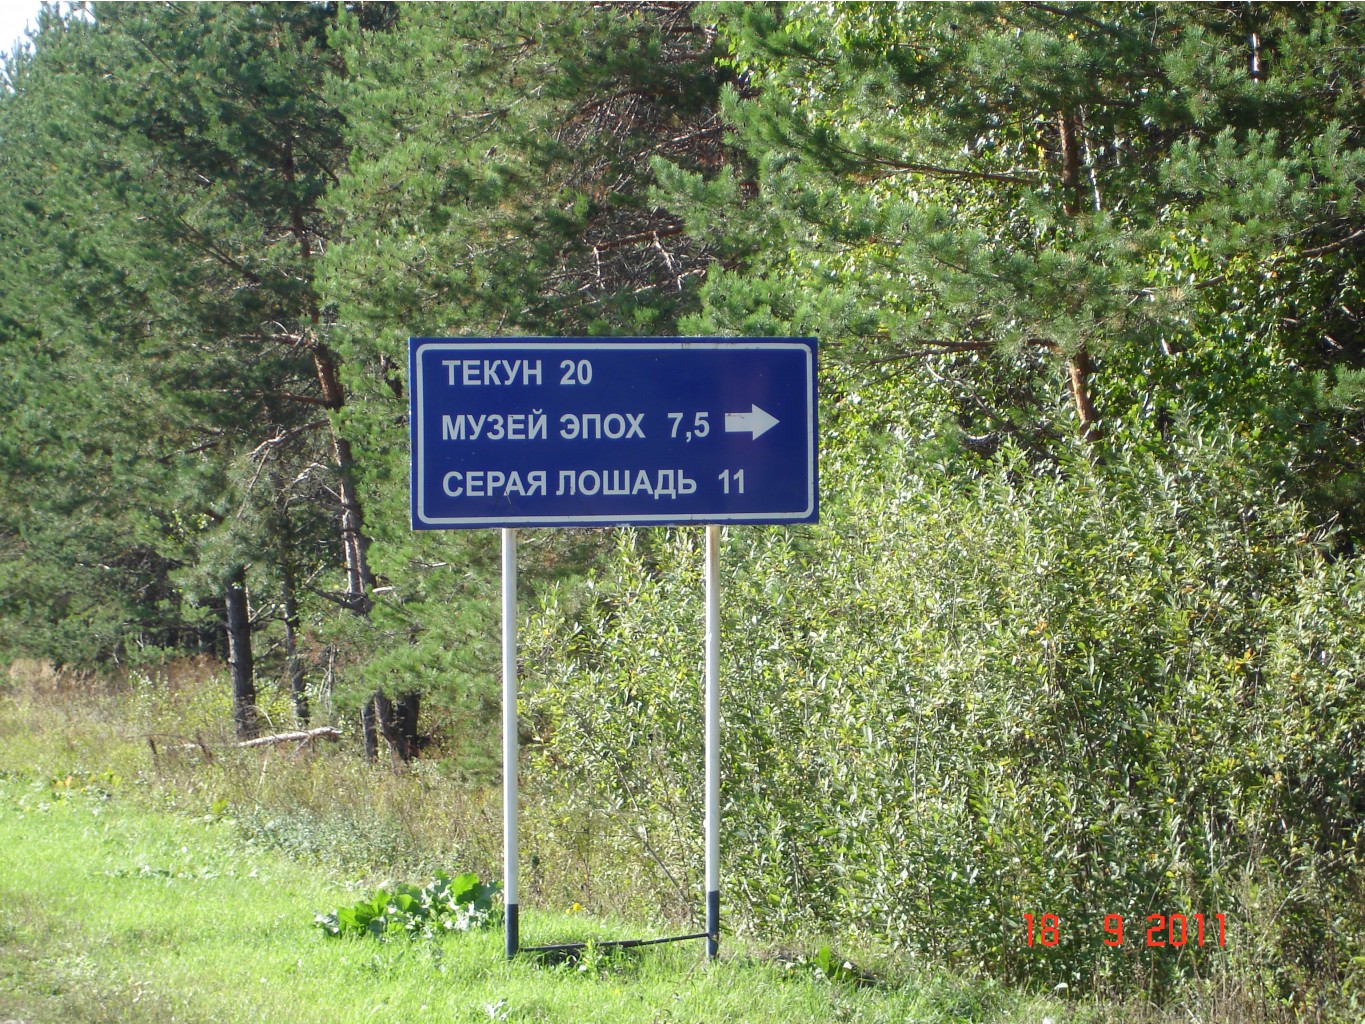 ТЕКУН 20
МУЗЕЙ ЭПОХ 7,5
СЕРАЯ ЛОШАДЬ 11
18 9 2011